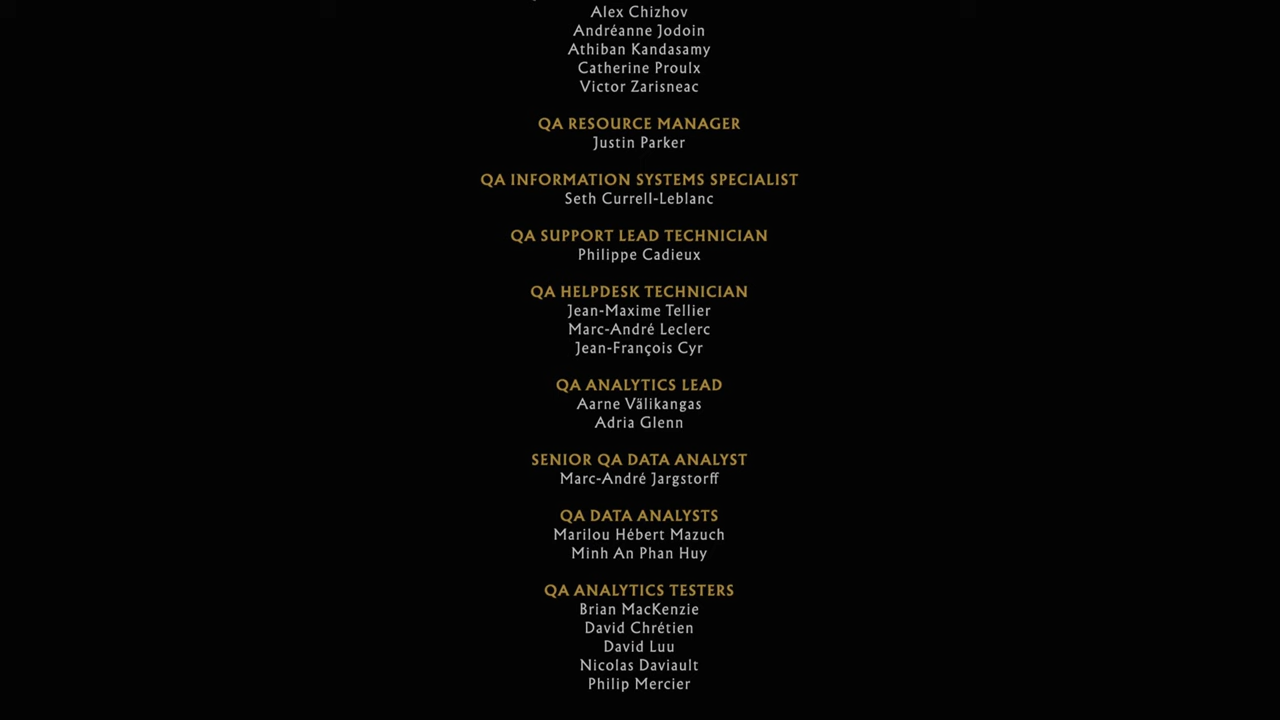 Alex Chizhov
Andréanne Jodoin
Athiban Kandasamy
Catherine Proulx
Victor Zarisneac
QA RESOURCE MANAGER
Justin Parker
QA INFORMATION SYSTEMS SPECIALIST
Seth Currell-Leblanc
QA SUPPORT LEAD TECHNICIAN
Philippe Cadieux
QA HELPDESK TECHNICIAN
Jean-Maxime Tellier
Marc-André Leclerc
Jean-François Cyr
QA ANALYTICS LEAD
Aarne Välikangas
Adria Glenn
SENIOR QA DATA ANALYST
Marc-André Jargstorff
QA DATA ANALYSTS
Marilou Hébert Mazuch
Minh An Phan Huy
QA ANALYTICS TESTERS
Brian MacKenzie
David Chrétien
David Luu
Nicolas Daviault
Philip Mercier